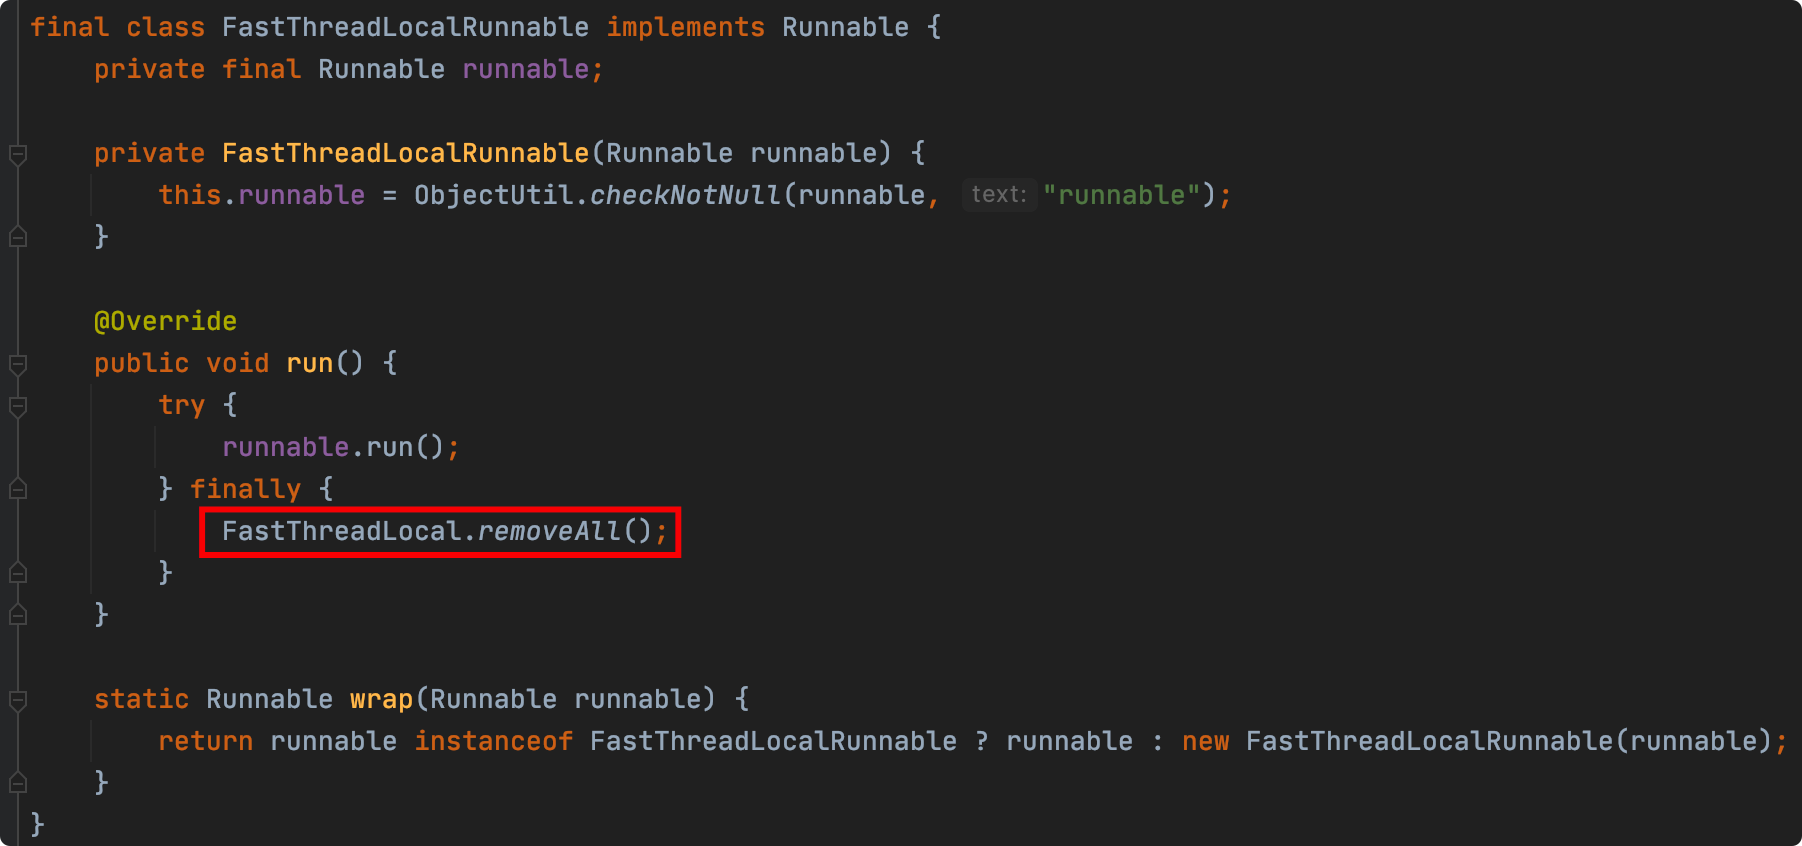 final class FastThreadLocalRunnable implements Runnable {
    private final Runnable runnable;
    private FastThreadLocalRunnable(Runnable runnable) {
        this.runnable = ObjectUtil.checkNotNull(runnable, text: "runnable");
    }
    @Override
    public void run() {
        try {
            runnable.run();
        } finally {
            FastThreadLocal.removeAll();
        }
    }
    static Runnable wrap(Runnable runnable) {
        return runnable instanceof FastThreadLocalRunnable ? runnable : new FastThreadLocalRunnable(runnable);
    }
}